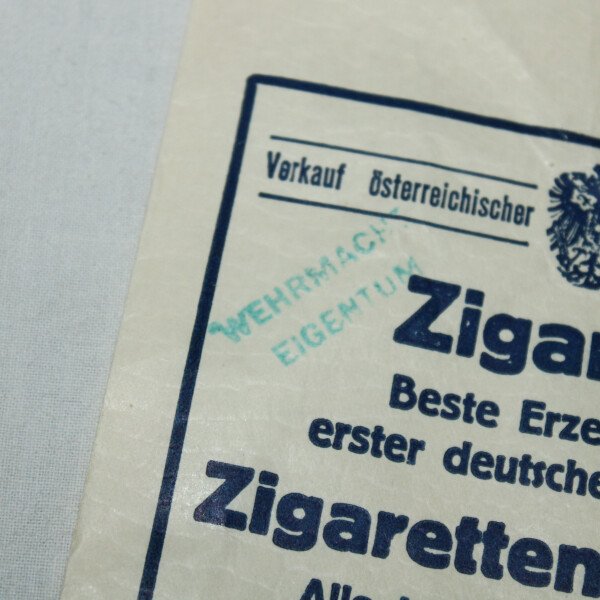 Verkauf österreichischer
WEHRMACHT
EIGENTUM
Zigar
Beste Erze
erster deutsche
Zigaretten